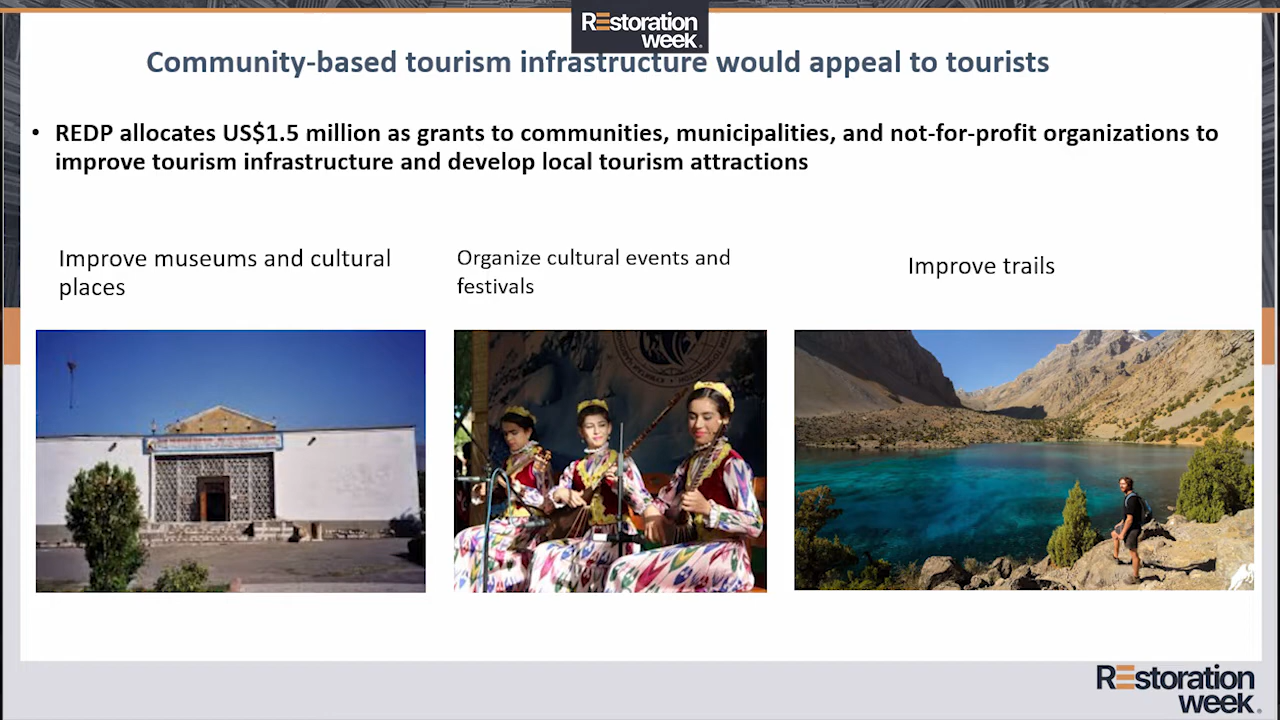 REstoration
week.
Community-based tourism infrastructure would appeal to tourists
• REDP allocates US$1.5 million as grants to communities, municipalities, and not-for-profit organizations to
improve tourism infrastructure and develop local tourism attractions
Improve museums and cultural
places
Organize cultural events and
festivals
Improve trails
REstoration
week.